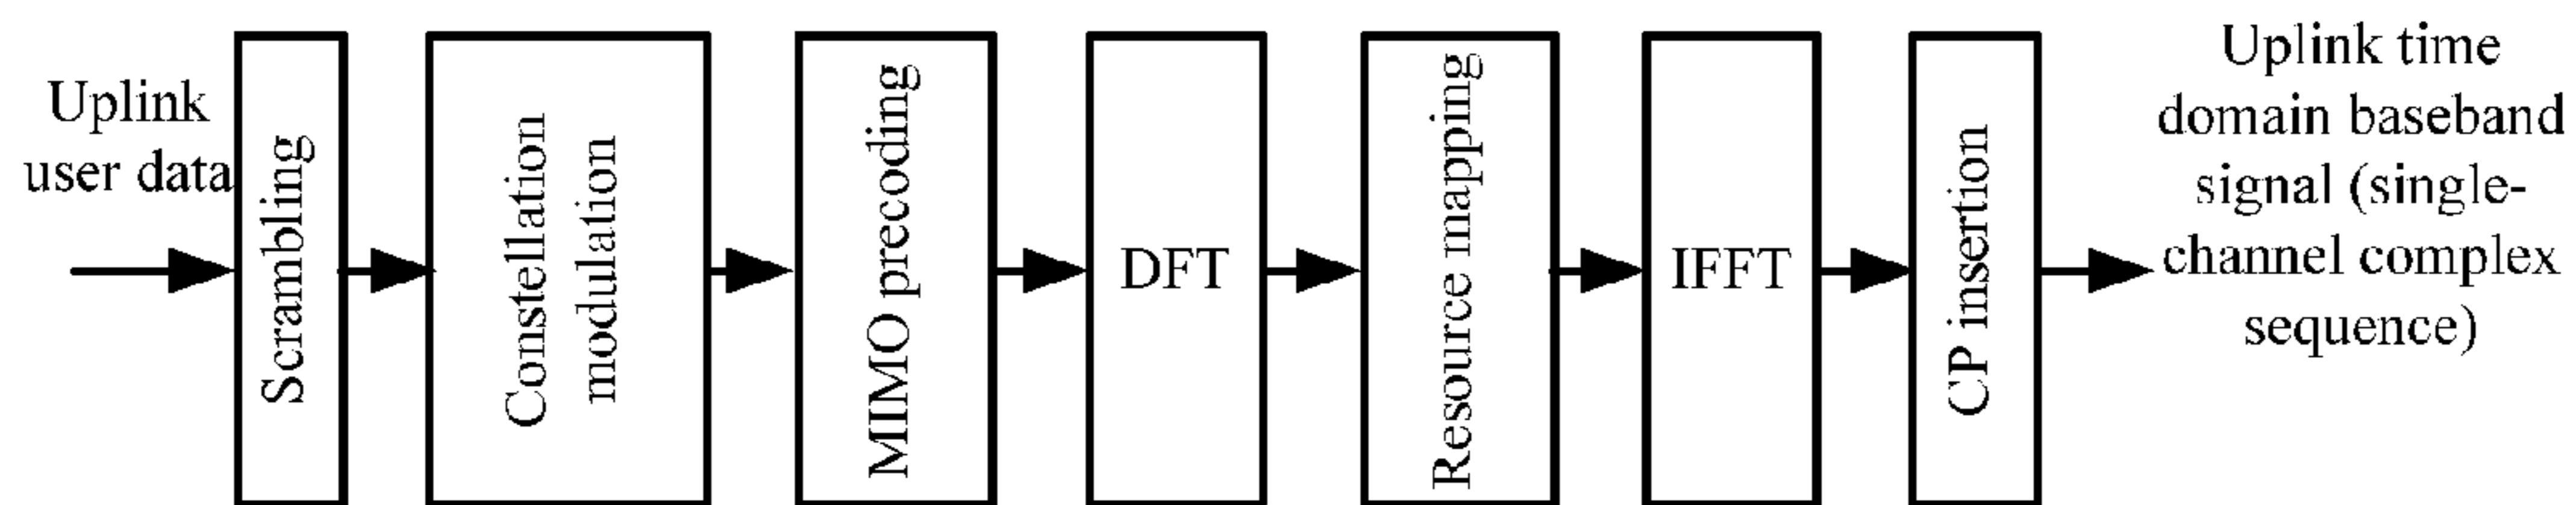 Uplink
user data
Scrambling
Constellation
modulation
MIMO precoding
DFT
Resource mapping
IFFT
CP insertion
Uplink time
domain baseband
signal (single-
channel complex
sequence)